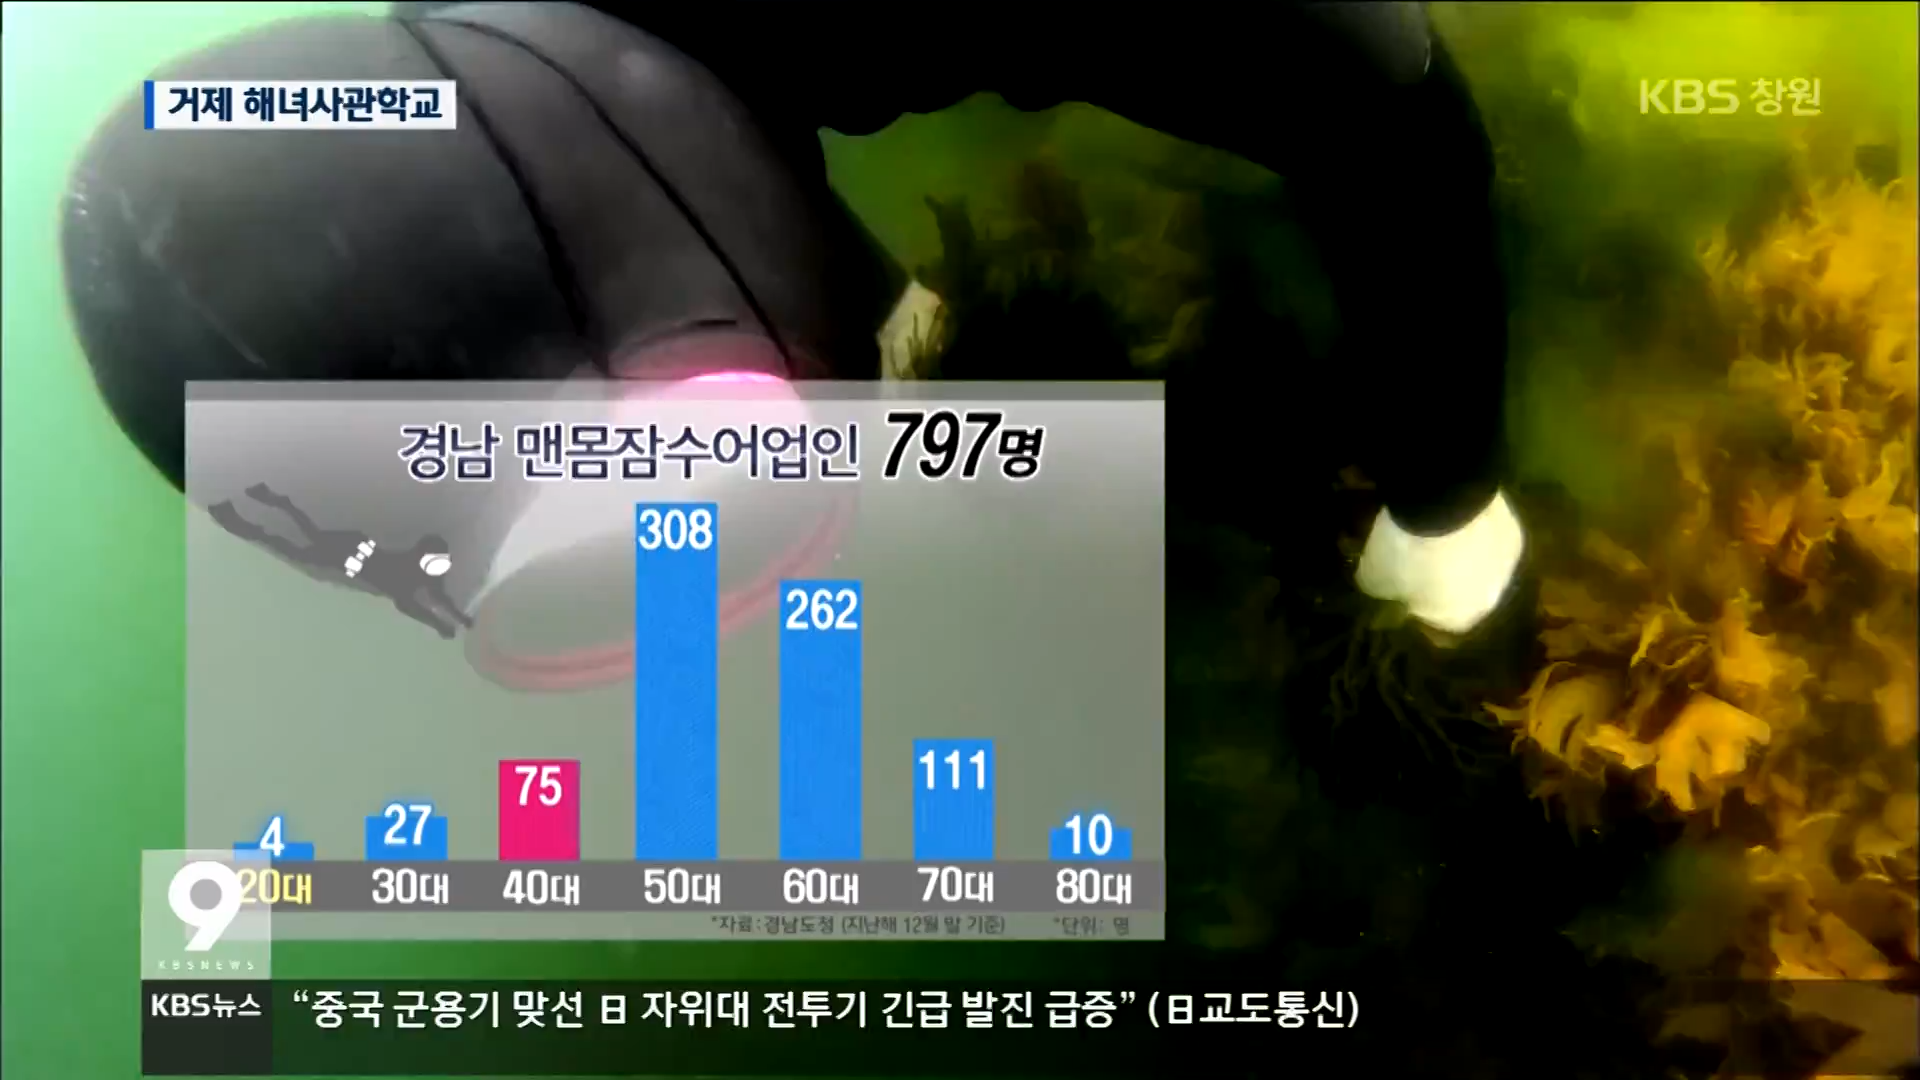 거제 해녀사관학교
KBS 창원
경남 맨몸잠수어업인 797명
308
262
111
75
27
4
10
20대 30대 40대 50대 60대 70대 80대
*자료:경남도청 (지난해 12월 말 기준) *단위: 명
9
KBSNEWS
KBS뉴스 “중국 군용기 맞선 日 자위대 전투기 긴급 발진 급증” (日교도통신)